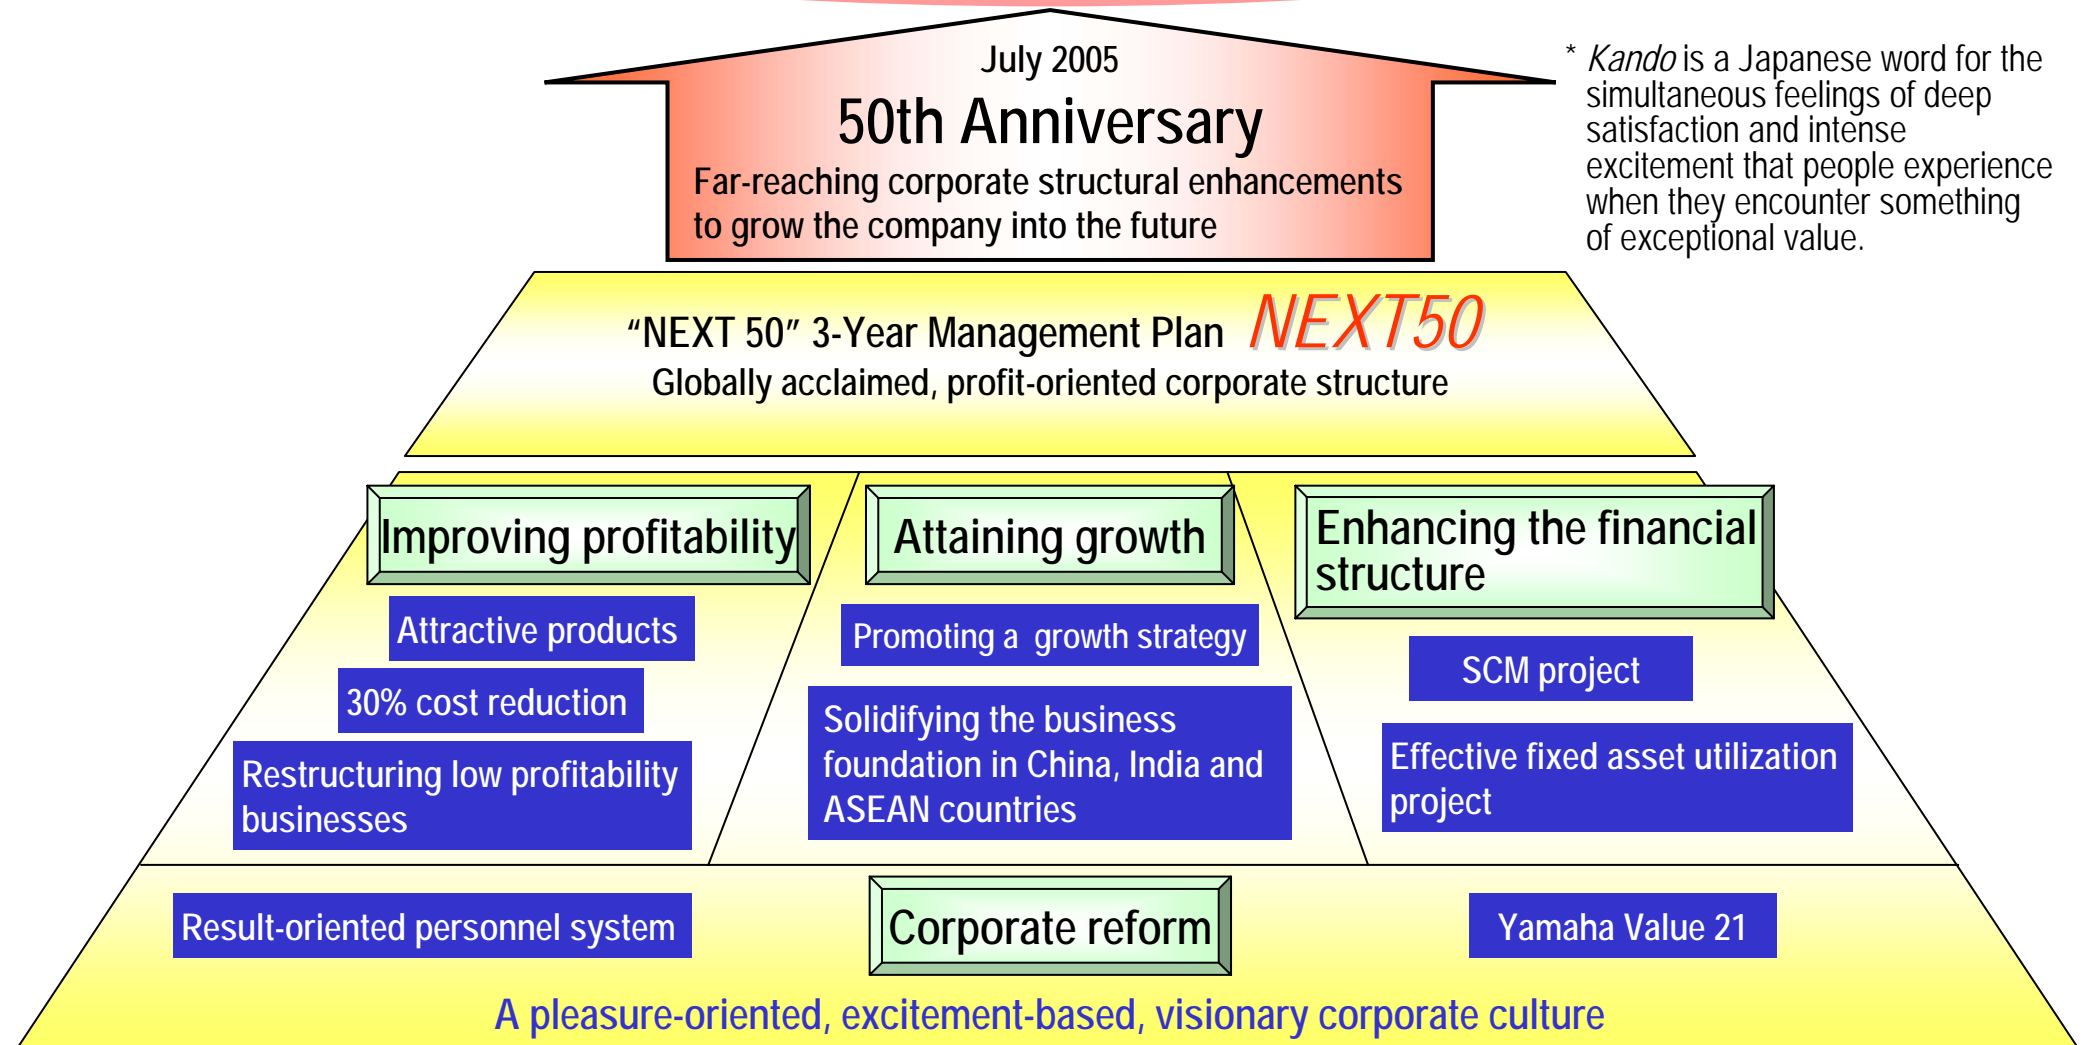 July 2005
50th Anniversary
Far-reaching corporate structural enhancements
to grow the company into the future
* Kando is a Japanese word for the
simultaneous feelings of deep
satisfaction and intense
excitement that people experience
when they encounter something
of exceptional value.
“NEXT 50” 3-Year Management Plan NEXT50
Globally acclaimed, profit-oriented corporate structure
Improving profitability
Attractive products
30% cost reduction
Restructuring low profitability
businesses
Attaining growth
Promoting a growth strategy
Solidifying the business
foundation in China, India and
ASEAN countries
Enhancing the financial
structure
SCM project
Effective fixed asset utilization
project
Result-oriented personnel system
Corporate reform
Yamaha Value 21
A pleasure-oriented, excitement-based, visionary corporate culture